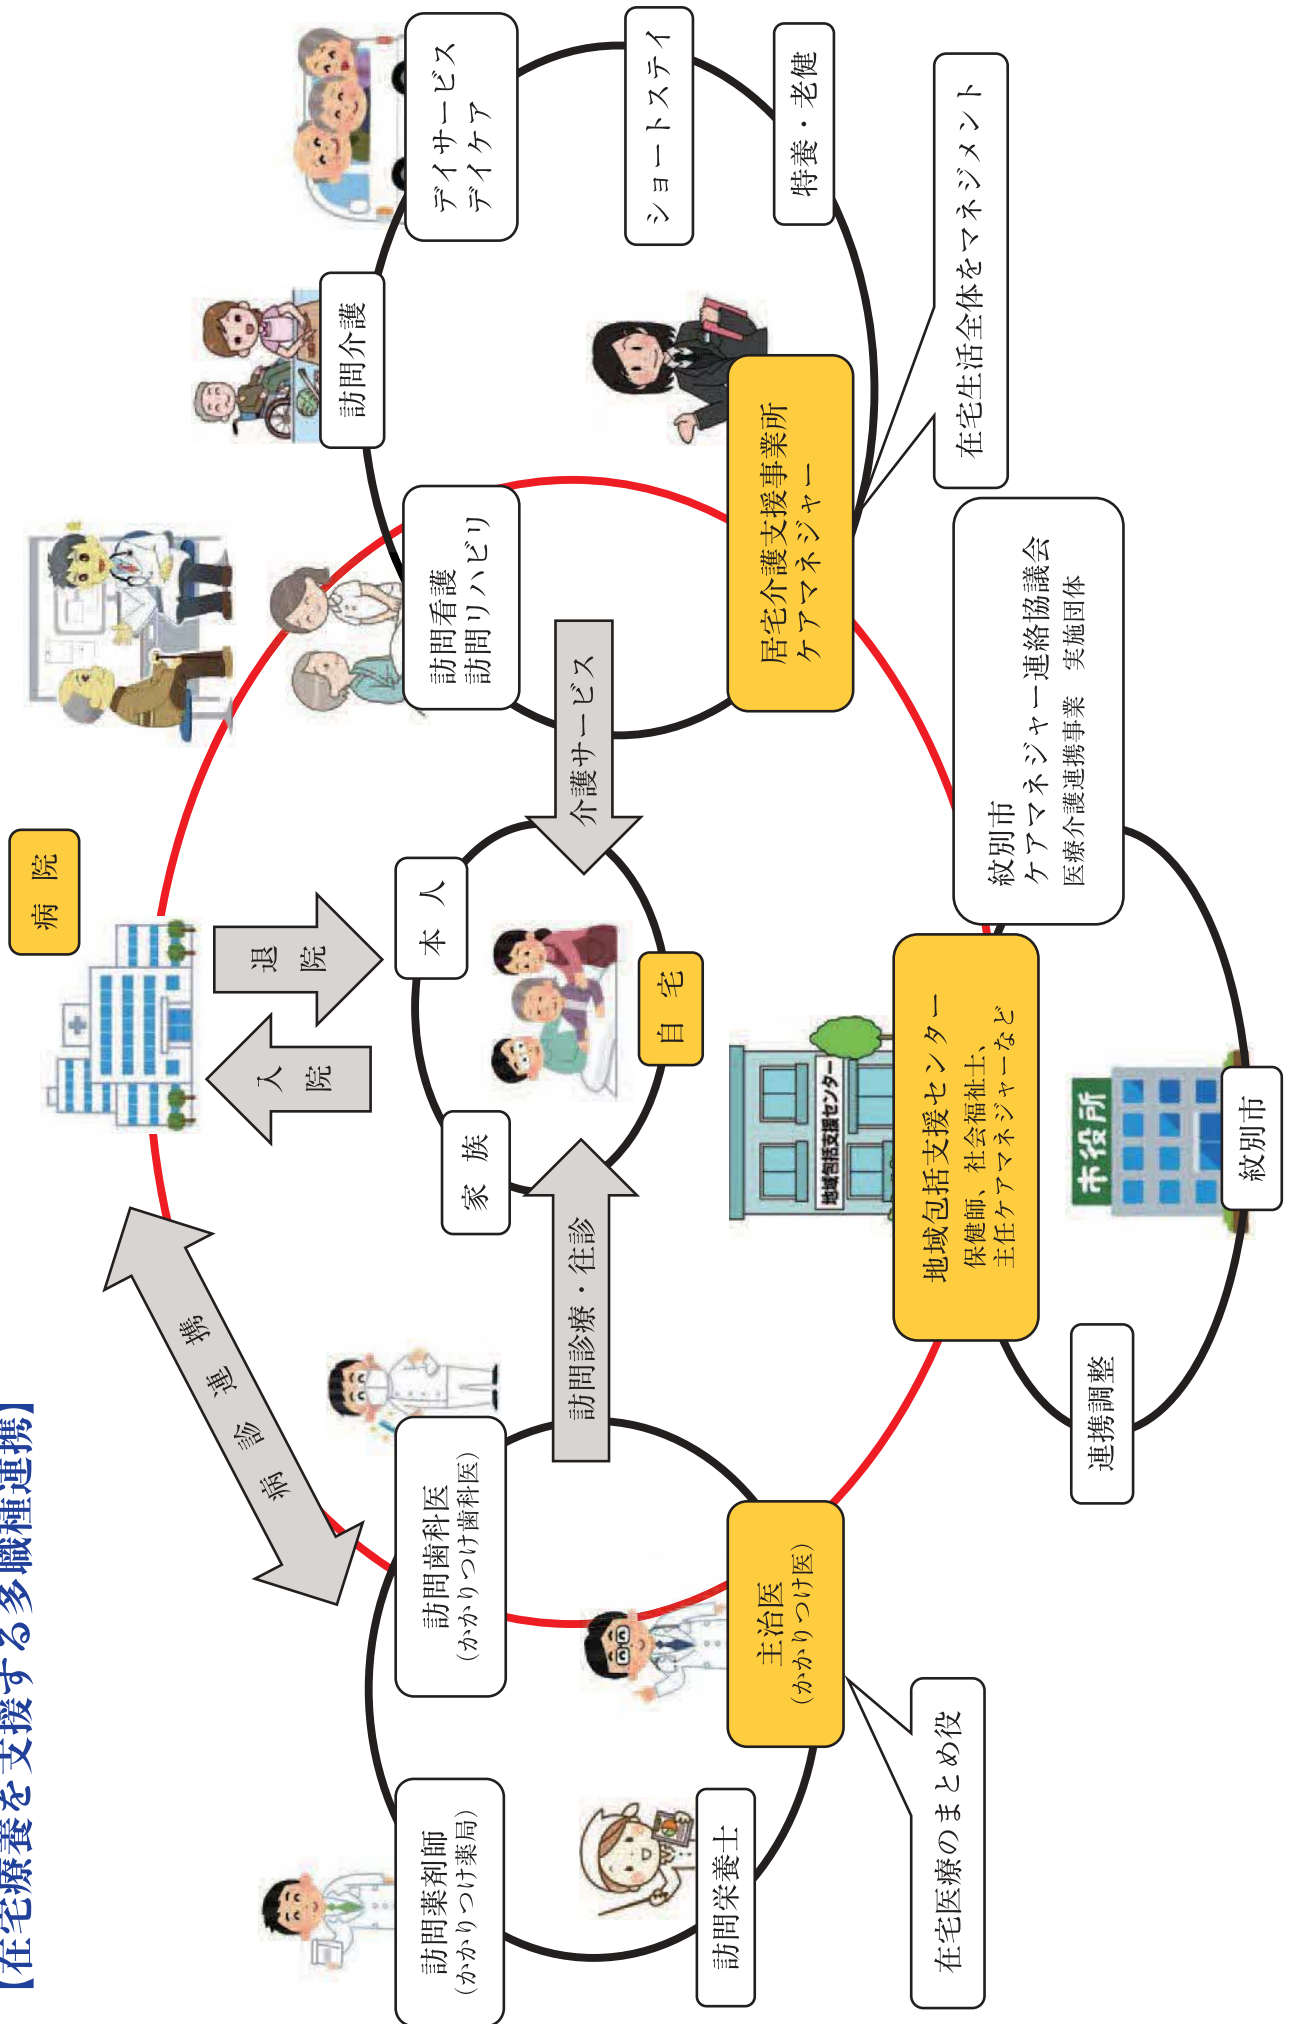 【在宅療養を支援する多職種連携】
病院
病診連携
入院
退院
訪問薬剤師
(かかりつけ薬局)
訪問歯科医
(かかりつけ歯科医)
訪問栄養士
主治医
(かかりつけ医)
在宅医療のまとめ役
訪問診療・往診
家族
本人
自宅
介護サービス
訪問看護
訪問リハビリ
訪問介護
デイサービス
デイケア
ショートステイ
特養・老健
居宅介護支援事業所
ケアマネジャー
在宅生活全体をマネジメント
地域包括支援センター
地域包括支援センター
保健師、社会福祉士、
主任ケアマネジャーなど
紋別市
ケアマネジャー連絡協議会
医療介護連携事業 実施団体
連携調整
市役所
紋別市